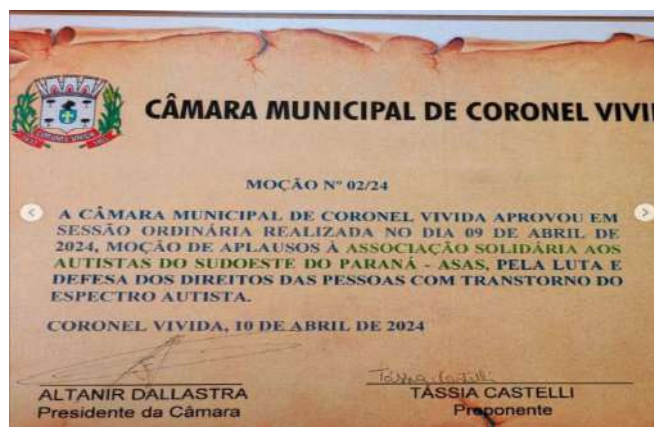 CÂMARA MUNICIPAL DE CORONEL VIVI
MOÇÃO Nº 02/24
A CÂMARA MUNICIPAL DE CORONEL VIVIDA APROVOU EM
SESSÃO ORDINÁRIA REALIZADA NO DIA 09 DE ABRIL DE
2024, MOÇÃO DE APLAUSOS À ASSOCIAÇÃO SOLIDÁRIA AOS
AUTISTAS DO SUDOESTE DO PARANÁ - ASAS, PELA LUTA E
DEFESA DOS DIREITOS DAS PESSOAS COM TRANSTORNO DO
ESPECTRO AUTISTA.
CORONEL VIVIDA, 10 DE ABRIL DE 2024
Tássia Castelli
ALTANIR DALLASTRA
Presidente da Câmara
TÁSSIA CASTELLI
Proponente